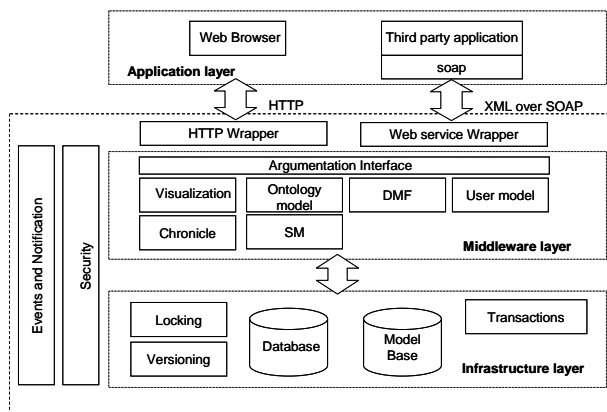 Web Browser
Third party application
soap
Application layer
HTTP
XML over SOAP
HTTP Wrapper
Web service Wrapper
Events and Notification
Security
Argumentation Interface
Visualization
Ontology
model
DMF
User model
Chronicle
SM
Middleware layer
Locking
Versioning
Database
Model
Base
Transactions
Infrastructure layer